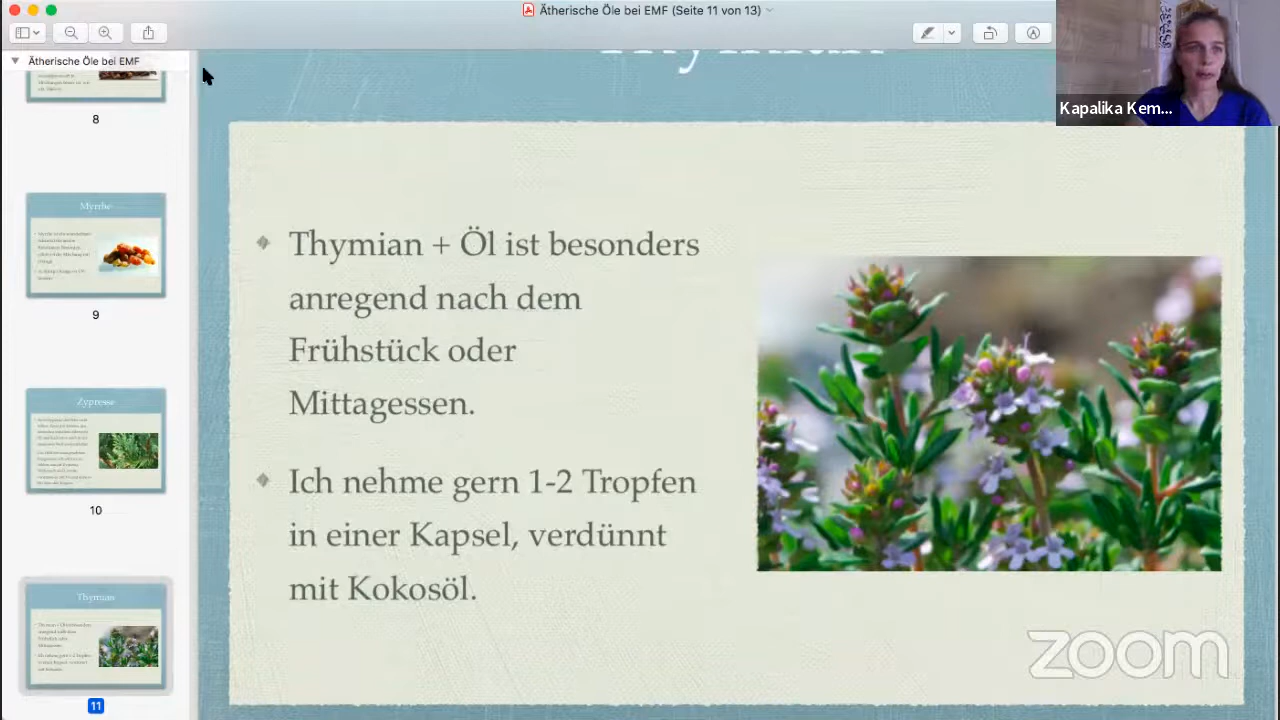 Ätherische Öle bei EMF (Seite 11 von 13)
Ätherische Öle bei EMF
Kapalika Kem...
8
Myrrhe
9
Zypresse
10
Thymian
11
Thymian + Öl ist besonders
anregend nach dem
Frühstück oder
Mittagessen.
Ich nehme gern 1-2 Tropfen
in einer Kapsel, verdünnt
mit Kokosöl.
zoom